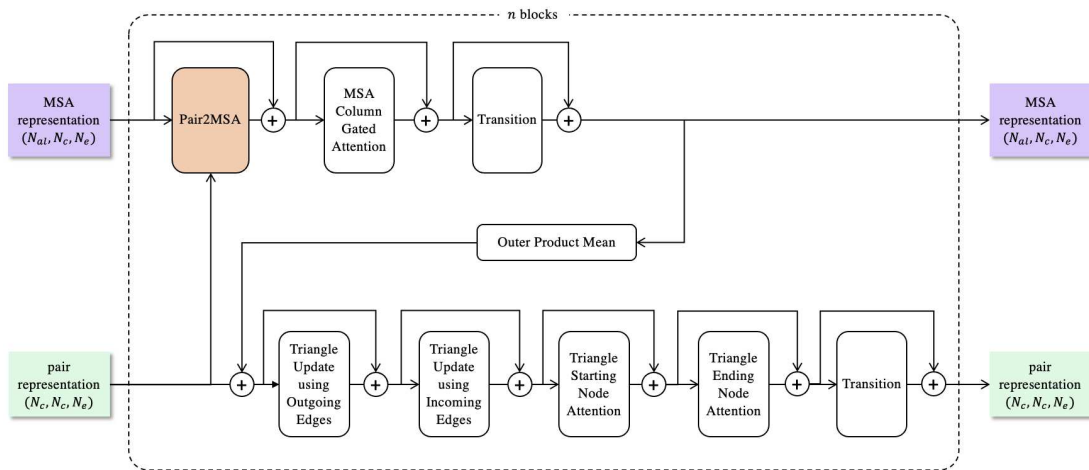 n blocks
MSA
representation
(N_al, N_c, N_e)
Pair2MSA
+
MSA
Column
Gated
Attention
+
Transition
+
MSA
representation
(N_al, N_c, N_e)
Outer Product Mean
pair
representation
(N_c, N_c, N_e)
+
Triangle
Update
using
Outgoing
Edges
+
Triangle
Update
using
Incoming
Edges
+
Triangle
Starting
Node
Attention
+
Triangle
Ending
Node
Attention
+
Transition
+
pair
representation
(N_c, N_c, N_e)